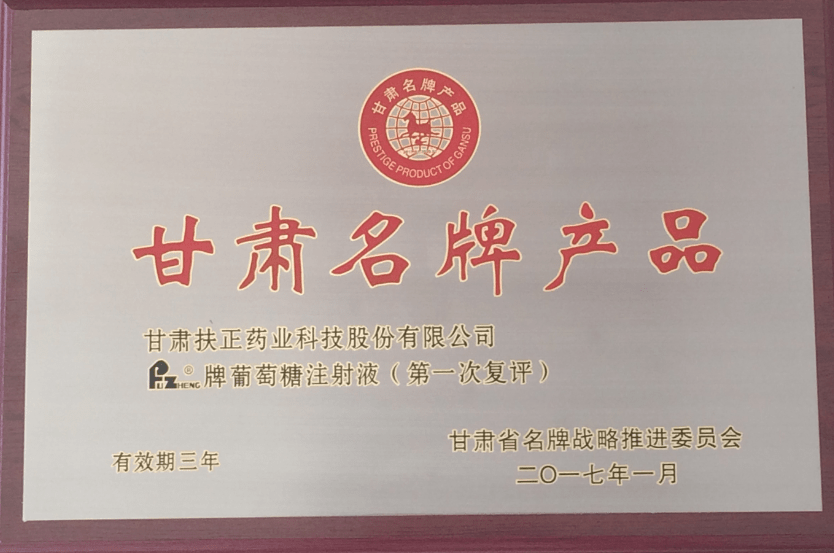 甘肃名牌产品
PRESTIGE PRODUCT OF GANSU
甘肃名牌产品
甘肃扶正药业科技股份有限公司
FUZHENG®牌葡萄糖注射液（第一次复评）
有效期三年
甘肃省名牌战略推进委员会
二〇一七年一月